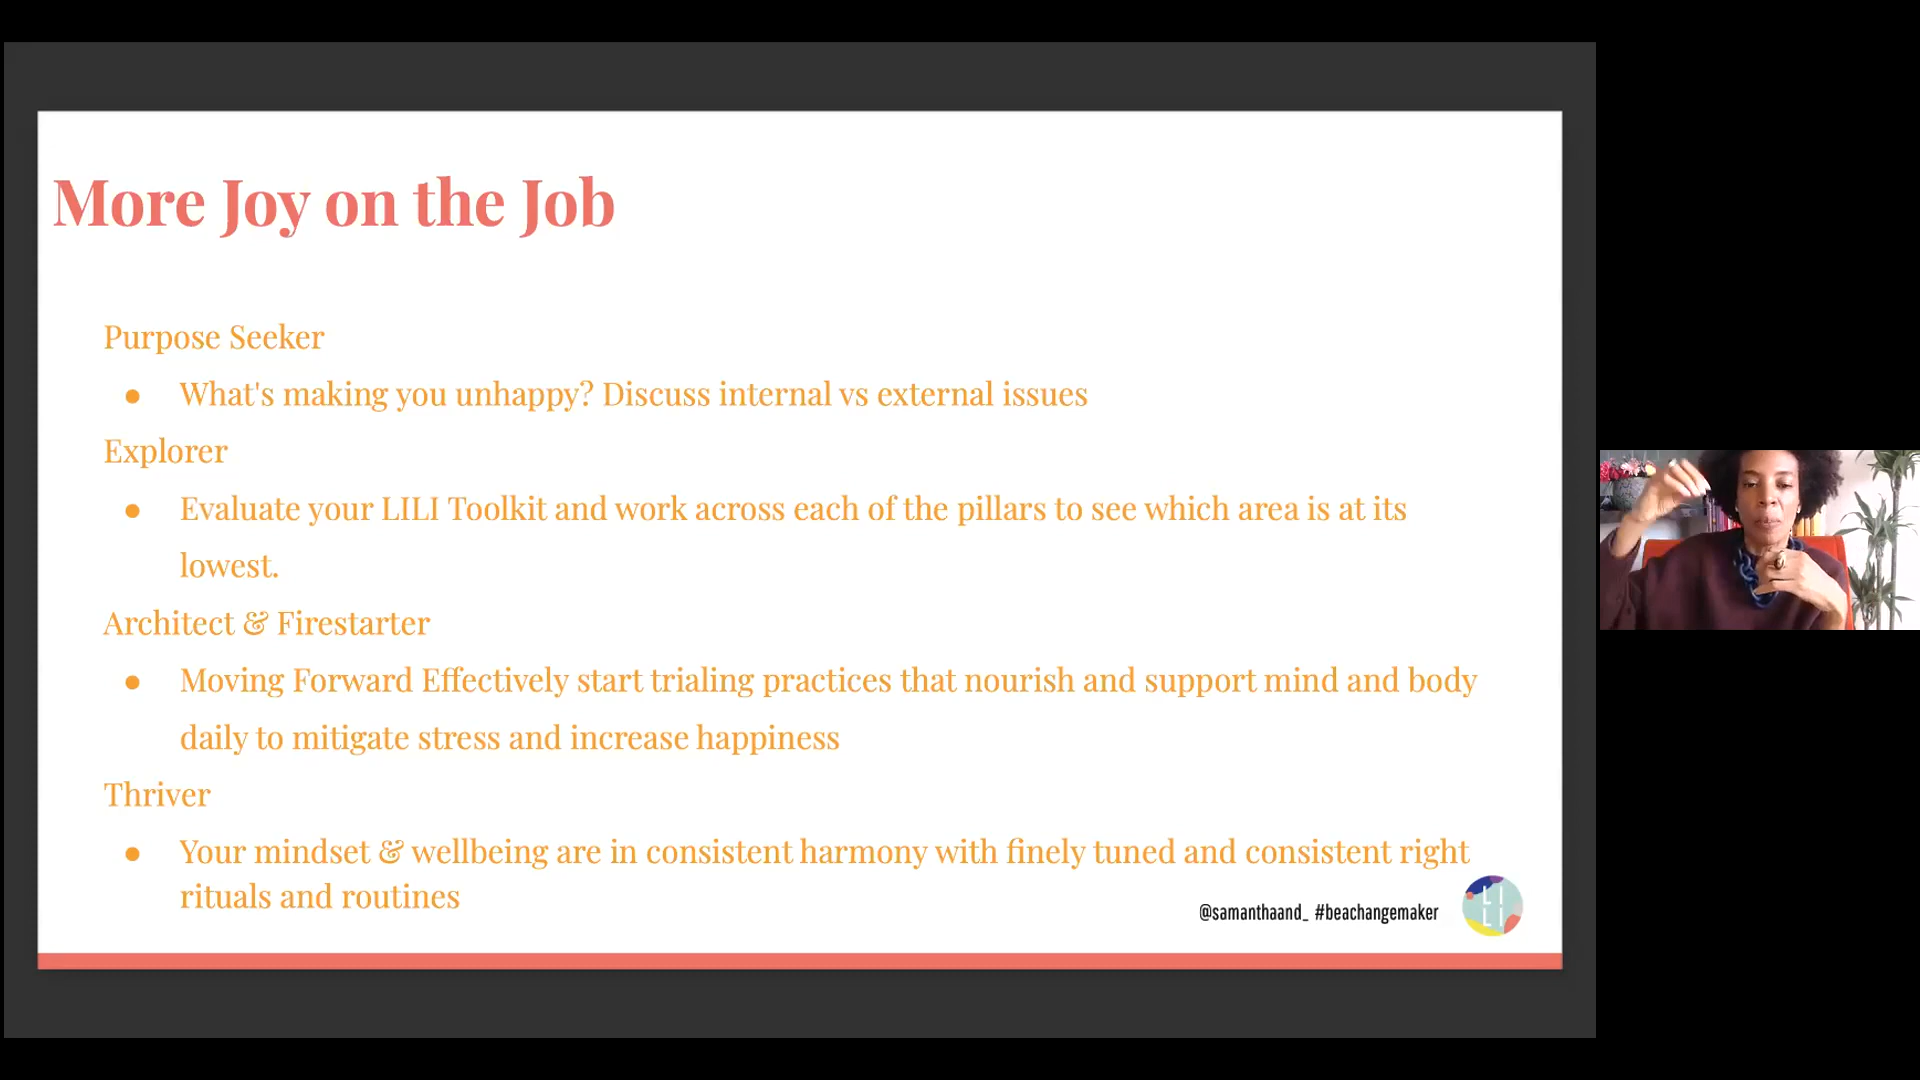 More Joy on the Job
Purpose Seeker
● What's making you unhappy? Discuss internal vs external issues
Explorer
● Evaluate your LILI Toolkit and work across each of the pillars to see which area is at its
lowest.
Architect & Firestarter
● Moving Forward Effectively start trialing practices that nourish and support mind and body
daily to mitigate stress and increase happiness
Thriver
● Your mindset & wellbeing are in consistent harmony with finely tuned and consistent right
rituals and routines
@samanthaand_ #beachangemaker
LI
LI